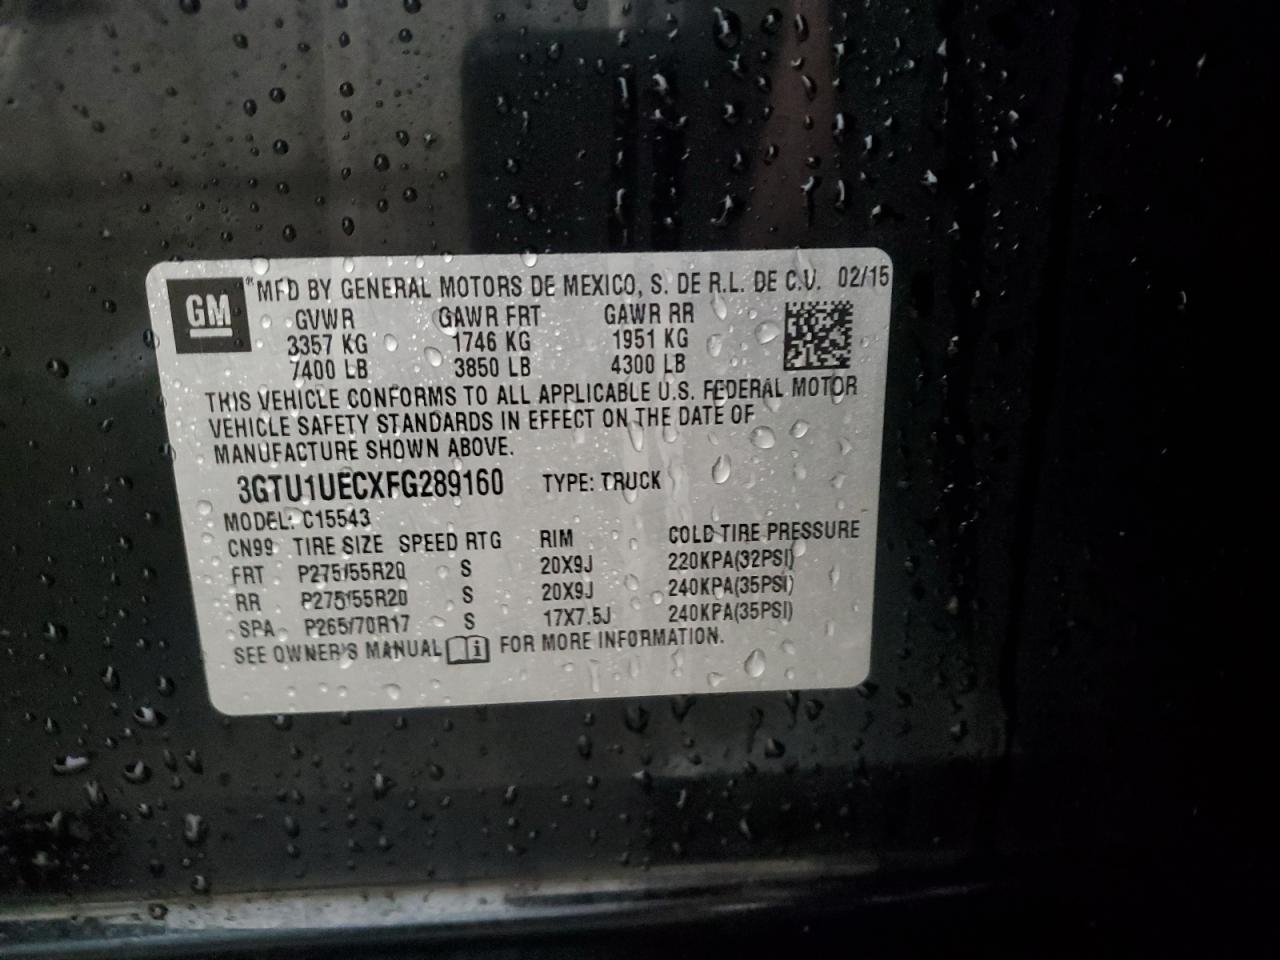 GM
"MFD BY GENERAL MOTORS DE MEXICO, S. DE R.L. DE C.V. 02/15
GVWR GAWR FRT GAWR RR
3357 KG 1746 KG 1951 KG
7400 LB 3850 LB 4300 LB
THIS VEHICLE CONFORMS TO ALL APPLICABLE U.S. FEDERAL MOTOR
VEHICLE SAFETY STANDARDS IN EFFECT ON THE DATE OF
MANUFACTURE SHOWN ABOVE.
3GTU1UECXFG289160 TYPE: TRUCK
MODEL: C15543
CN99 TIRE SIZE SPEED RTG RIM COLD TIRE PRESSURE
FRT P275/55R20 S 20X9J 220KPA(32PSI)
RR P275/55R20 S 20X9J 240KPA(35PSI)
SPA P265/70R17 S 17X7.5J 240KPA(35PSI)
SEE OWNER'S MANUAL i FOR MORE INFORMATION.